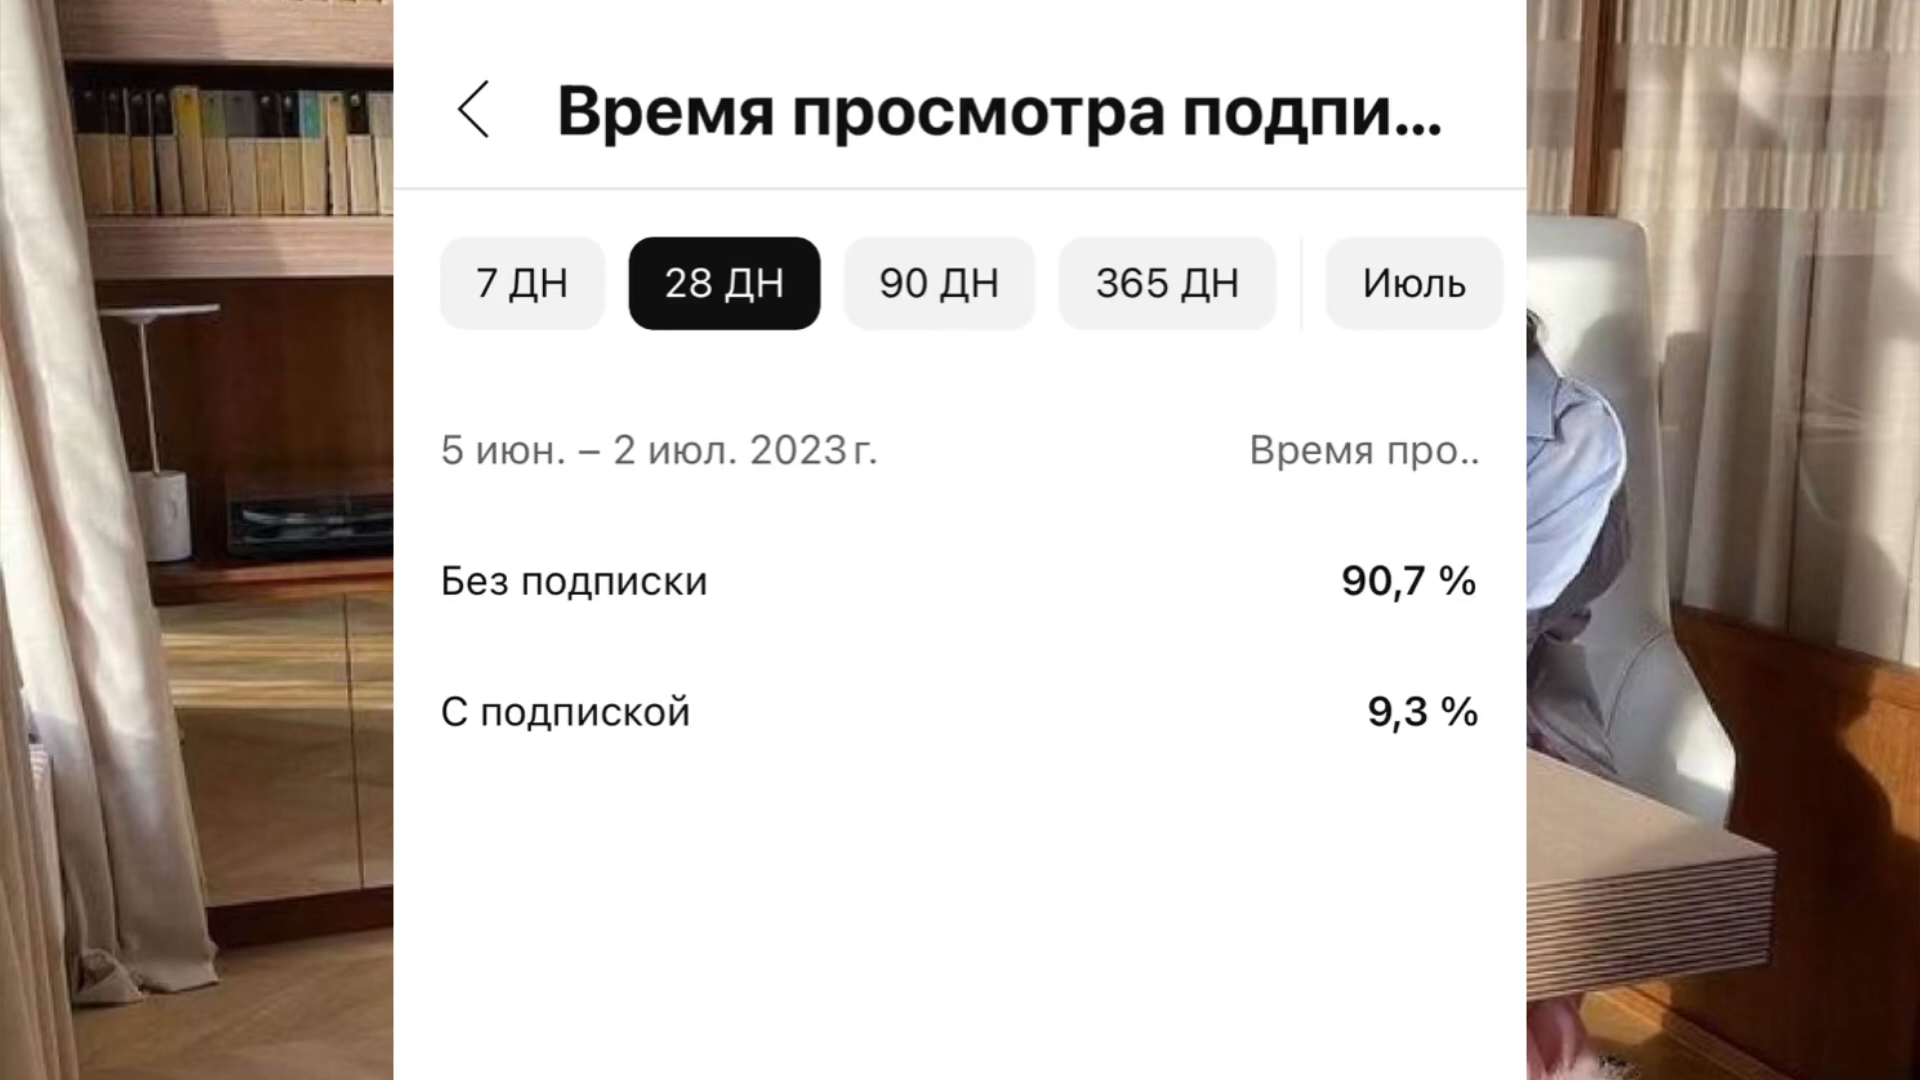 Время просмотра подпи...
7 ДН 28 ДН 90 ДН 365 ДН Июль
5 июн. – 2 июл. 2023 г. Время про..
Без подписки 90,7 %
С подпиской 9,3 %